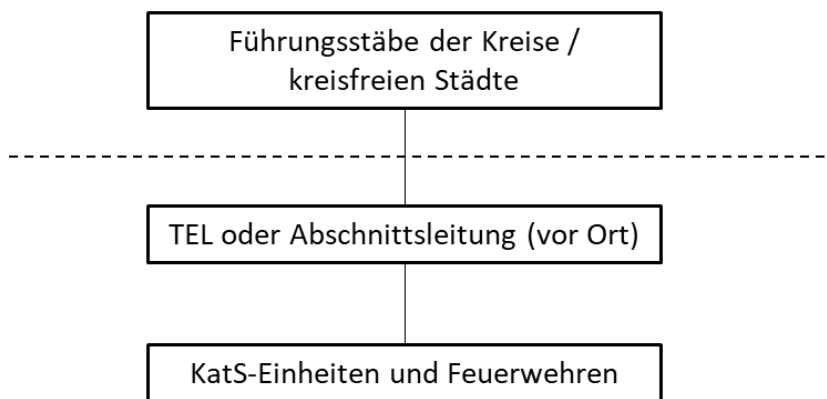 Führungsstäbe der Kreise /
kreisfreien Städte
TEL oder Abschnittsleitung (vor Ort)
KatS-Einheiten und Feuerwehren